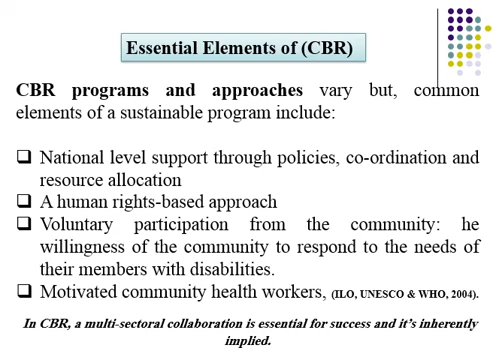 Essential Elements of (CBR)
CBR programs and approaches vary but, common
elements of a sustainable program include:
❑ National level support through policies, co-ordination and
resource allocation
❑ A human rights-based approach
❑ Voluntary participation from the community: he
willingness of the community to respond to the needs of
their members with disabilities.
❑ Motivated community health workers, (ILO, UNESCO & WHO, 2004).
In CBR, a multi-sectoral collaboration is essential for success and it's inherently
implied.